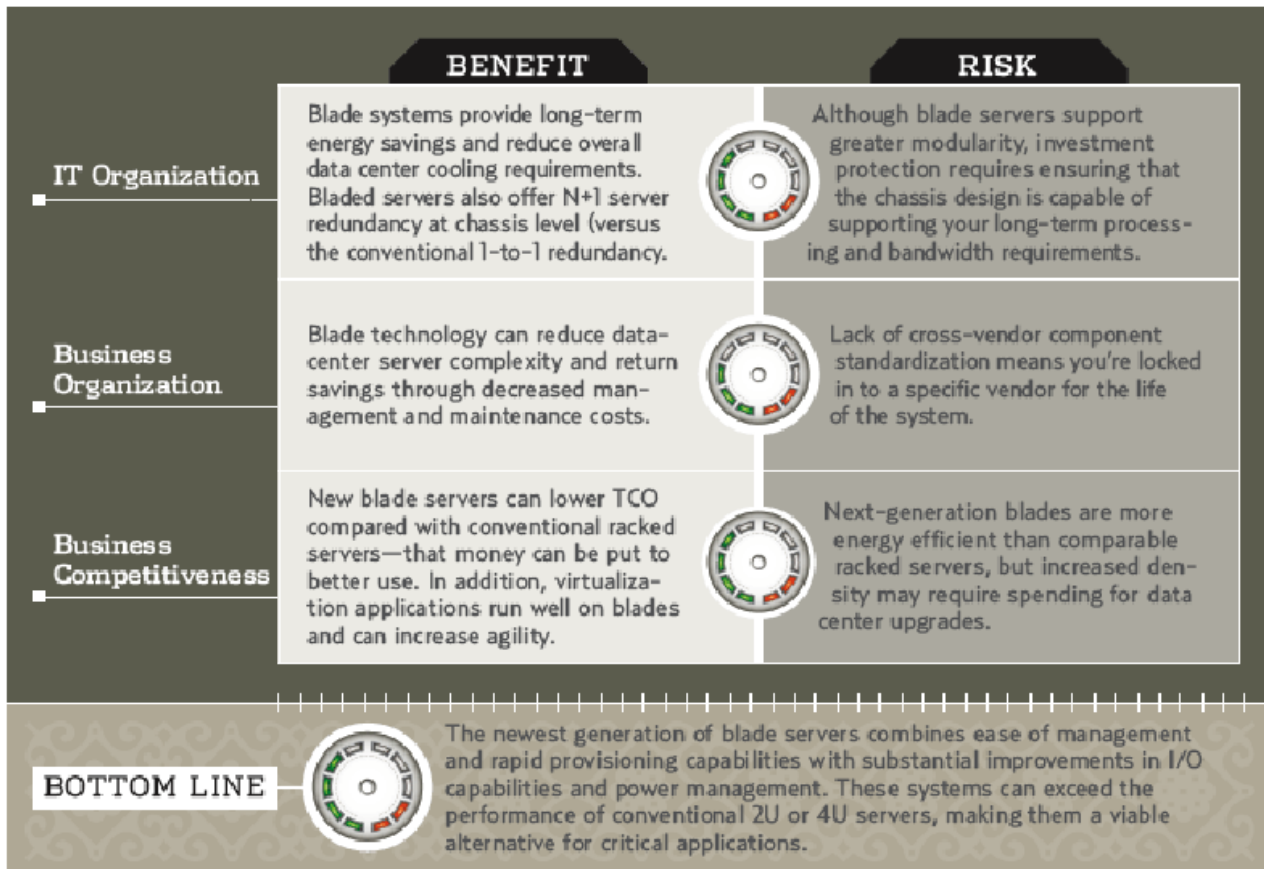 BENEFIT
RISK
IT Organization
Blade systems provide long-term
energy savings and reduce overall
data center cooling requirements.
Bladed servers also offer N+1 server
redundancy at chassis level (versus
the conventional 1-to-1 redundancy.
Although blade servers support
greater modularity, investment
protection requires ensuring that
the chassis design is capable of
supporting your long-term process-
ing and bandwidth requirements.
Business
Organization
Blade technology can reduce data-
center server complexity and return
savings through decreased man-
agement and maintenance costs.
Lack of cross-vendor component
standardization means you're locked
in to a specific vendor for the life
of the system.
Business
Competitiveness
New blade servers can lower TCO
compared with conventional racked
servers—that money can be put to
better use. In addition, virtualiza-
tion applications run well on blades
and can increase agility.
Next-generation blades are more
energy efficient than comparable
racked servers, but increased den-
sity may require spending for data
center upgrades.
BOTTOM LINE
The newest generation of blade servers combines ease of management
and rapid provisioning capabilities with substantial improvements in I/O
capabilities and power management. These systems can exceed the
performance of conventional 2U or 4U servers, making them a viable
alternative for critical applications.